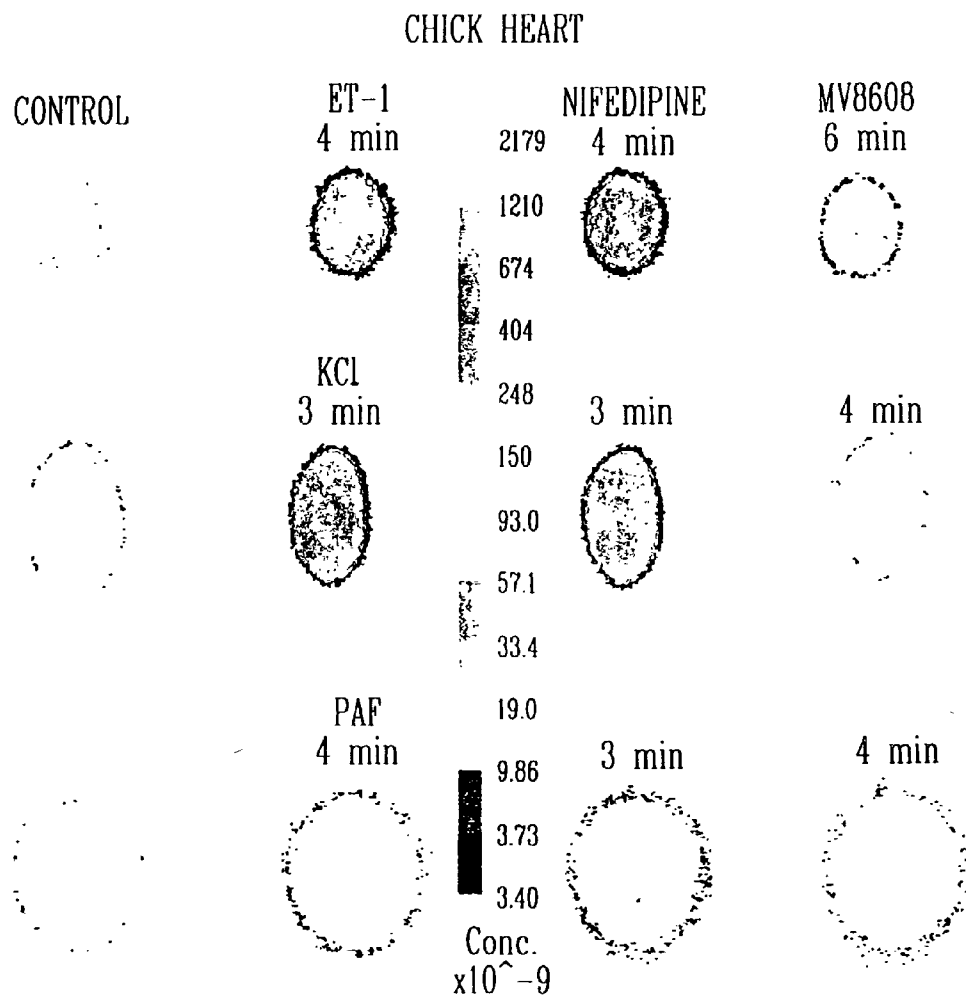 CHICK HEART
CONTROL
ET-1
4 min
NIFEDIPINE
4 min
MV8608
6 min
2179
1210
674
404
248
150
93.0
57.1
33.4
19.0
9.86
3.73
3.40
Conc.
x10^-9
KCl
3 min
3 min
4 min
PAF
4 min
3 min
4 min